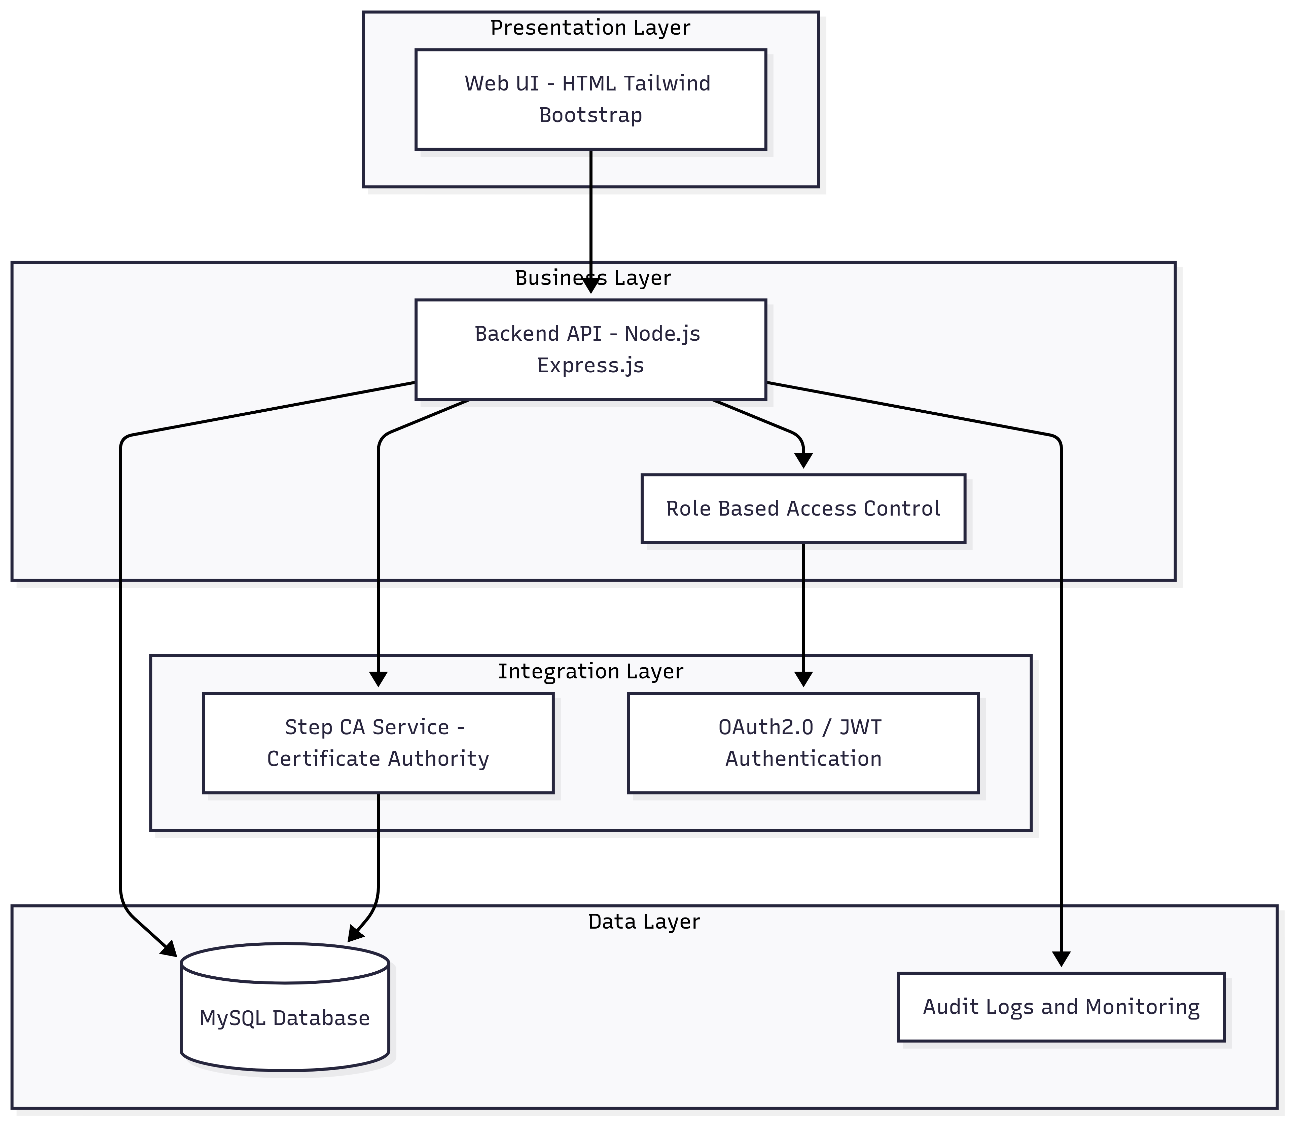 Presentation Layer
Web UI - HTML Tailwind
Bootstrap
Business Layer
Backend API - Node.js
Express.js
Role Based Access Control
Integration Layer
Step CA Service -
Certificate Authority
OAuth2.0 / JWT
Authentication
Data Layer
MySQL Database
Audit Logs and Monitoring